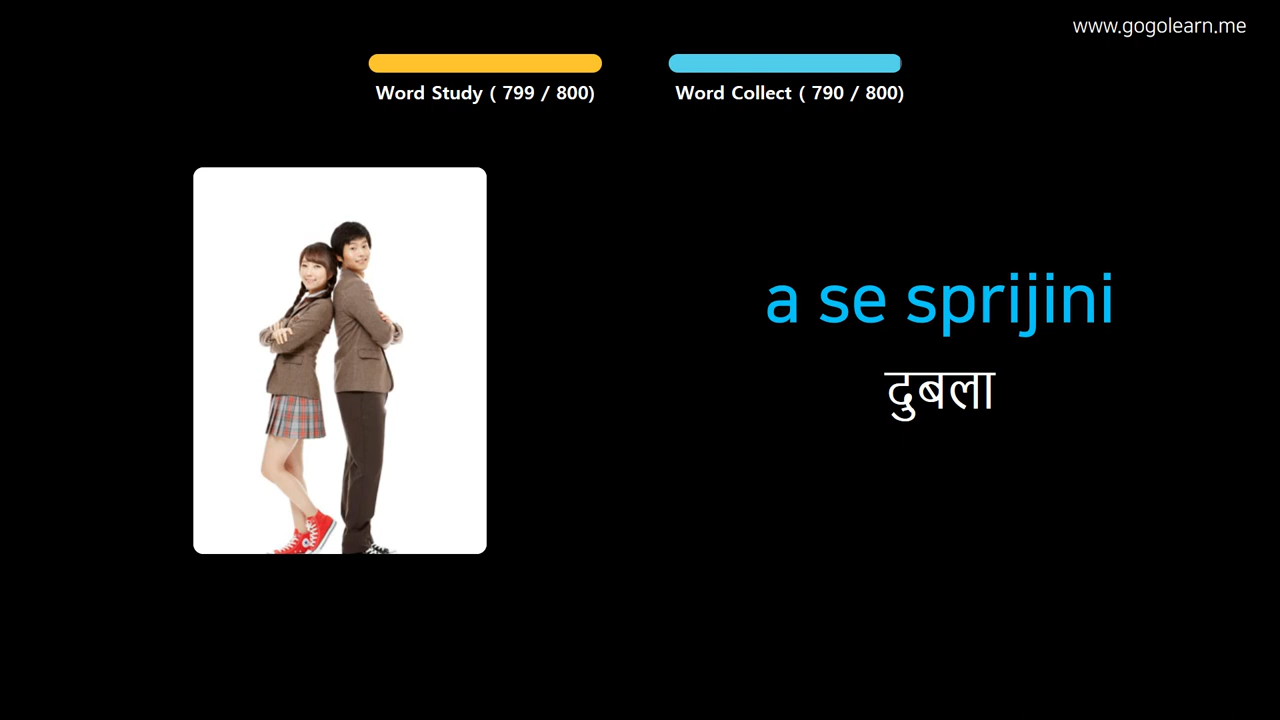 www.gogolearn.me
Word Study ( 799 / 800)
Word Collect ( 790 / 800)
a se sprijini
दुबला